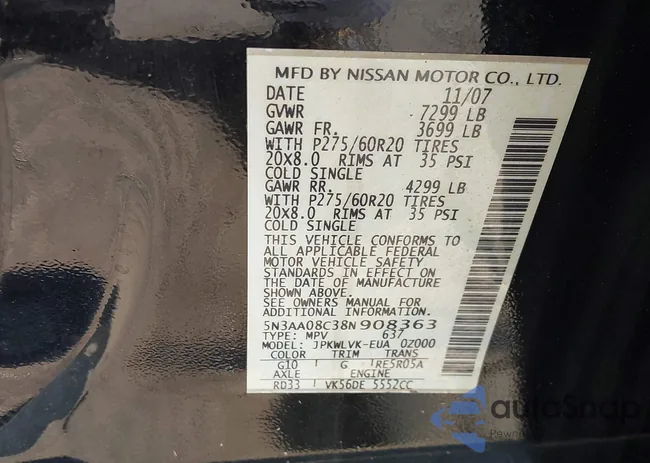 MFD BY NISSAN MOTOR CO., LTD.
DATE 11/07
GVWR 7299 LB
GAWR FR. 3699 LB
WITH P275/60R20 TIRES
20X8.0 RIMS AT 35 PSI
COLD SINGLE
GAWR RR. 4299 LB
WITH P275/60R20 TIRES
20X8.0 RIMS AT 35 PSI
COLD SINGLE
THIS VEHICLE CONFORMS TO
ALL APPLICABLE FEDERAL
MOTOR VEHICLE SAFETY
STANDARDS IN EFFECT ON
THE DATE OF MANUFACTURE
SHOWN ABOVE.
SEE OWNERS MANUAL FOR
ADDITIONAL INFORMATION
5N3AA08C38N908363
TYPE: MPV 637
MODEL: JPKWLVK-EUA 0Z000
COLOR TRIM TRANS
G10 G RE5R05A
AXLE ENGINE
RD33 VK56DE 5552CC
autoSnap
Powe